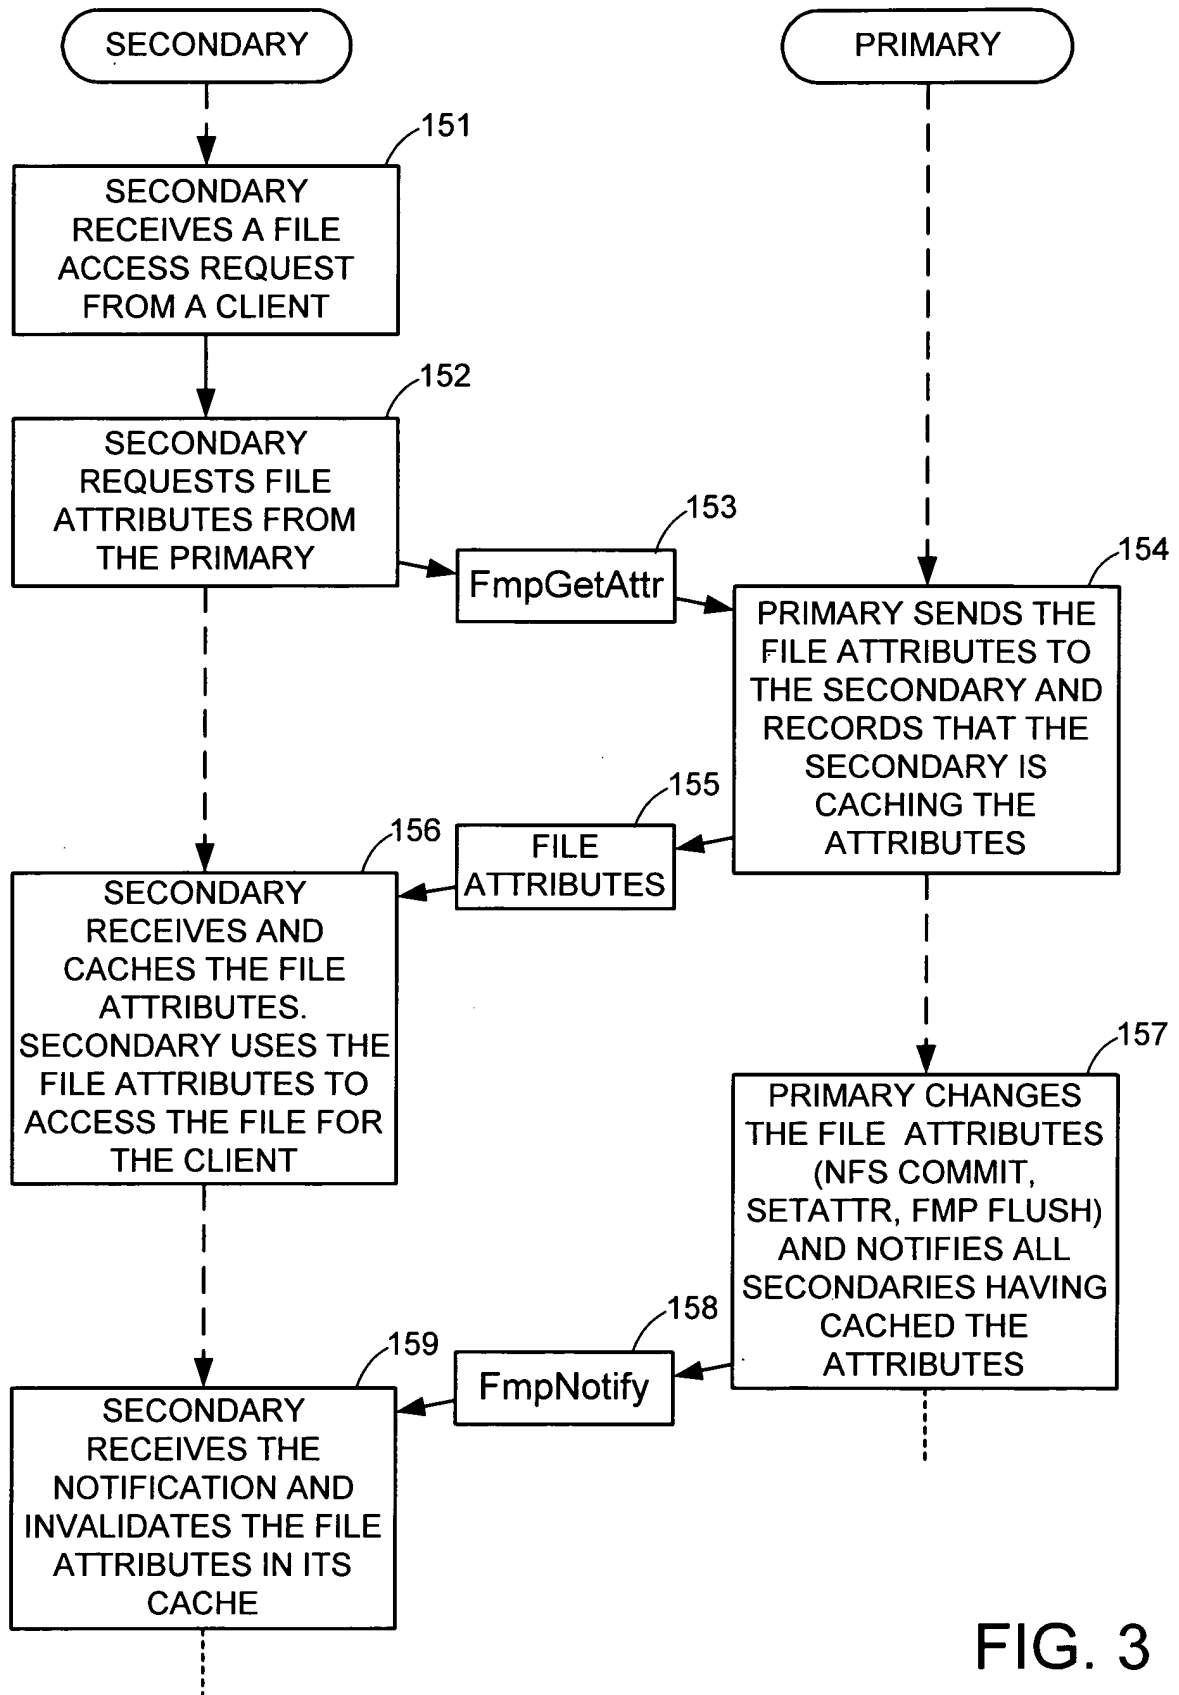 SECONDARY
PRIMARY
151
SECONDARY
RECEIVES A FILE
ACCESS REQUEST
FROM A CLIENT
152
SECONDARY
REQUESTS FILE
ATTRIBUTES FROM
THE PRIMARY
153
FmpGetAttr
154
PRIMARY SENDS THE
FILE ATTRIBUTES TO
THE SECONDARY AND
RECORDS THAT THE
SECONDARY IS
CACHING THE
ATTRIBUTES
155
FILE
ATTRIBUTES
156
SECONDARY
RECEIVES AND
CACHES THE FILE
ATTRIBUTES.
SECONDARY USES THE
FILE ATTRIBUTES TO
ACCESS THE FILE FOR
THE CLIENT
157
PRIMARY CHANGES
THE FILE ATTRIBUTES
(NFS COMMIT,
SETATTR, FMP FLUSH)
AND NOTIFIES ALL
SECONDARIES HAVING
CACHED THE
ATTRIBUTES
158
FmpNotify
159
SECONDARY
RECEIVES THE
NOTIFICATION AND
INVALIDATES THE FILE
ATTRIBUTES IN ITS
CACHE
FIG. 3